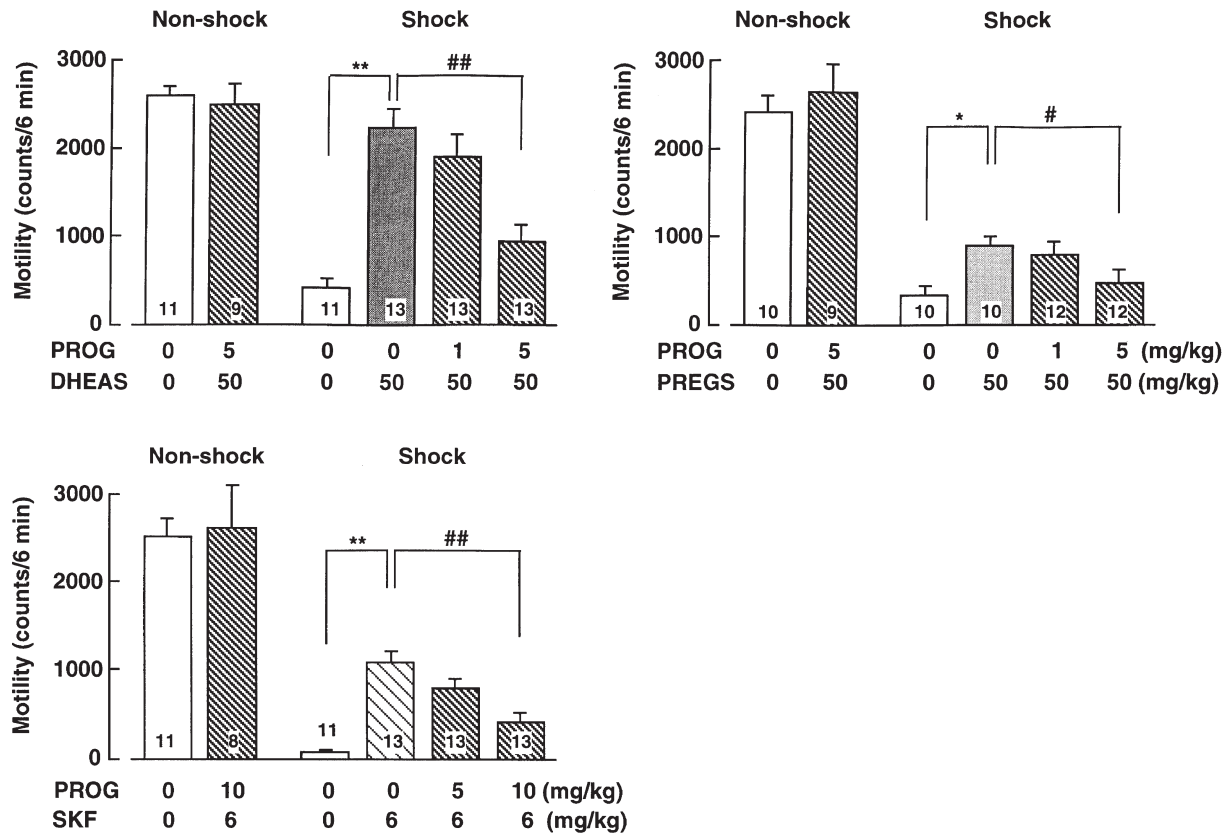 Non-shock Shock
Motility (counts/6 min)
3000
2000
1000
0
** ##
11 9 11 13 13 13
PROG 0 5 0 0 1 5
DHEAS 0 50 0 50 50 50
Non-shock Shock
Motility (counts/6 min)
3000
2000
1000
0
* #
10 9 10 10 12 12
PROG 0 5 0 0 1 5 (mg/kg)
PREGS 0 50 0 50 50 50 (mg/kg)
Non-shock Shock
Motility (counts/6 min)
3000
2000
1000
0
** ##
11 8 11 13 13 13
PROG 0 10 0 0 5 10 (mg/kg)
SKF 0 6 0 6 6 6 (mg/kg)